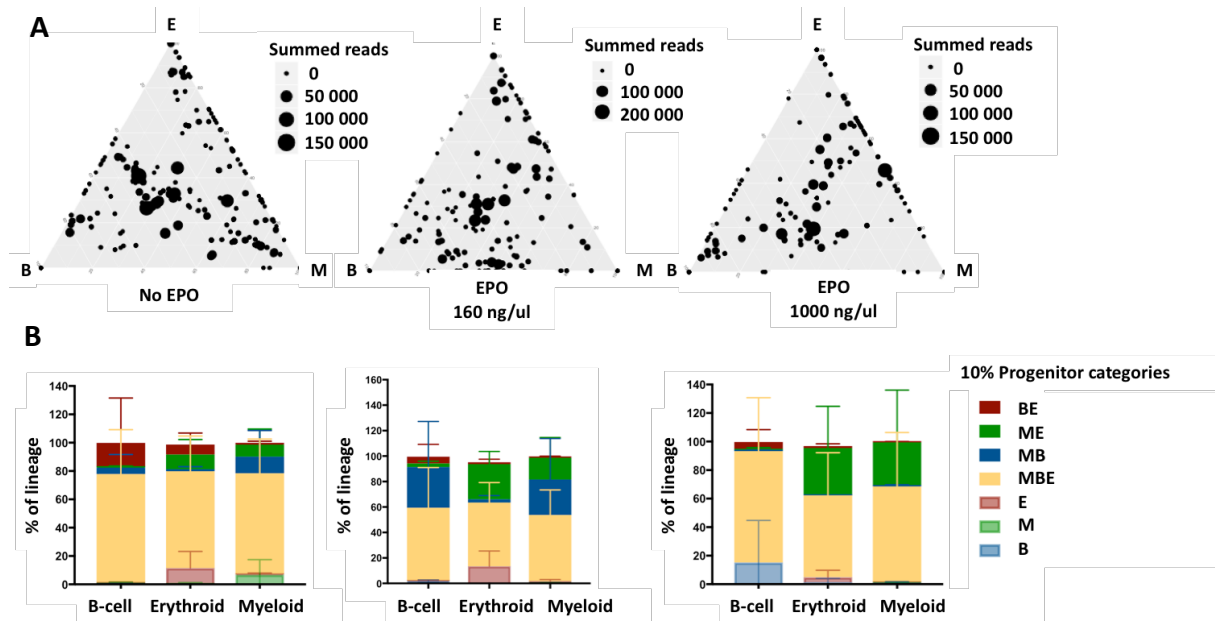 A
E
Summed reads
0
50 000
100 000
150 000
B
M
No EPO
E
Summed reads
0
100 000
200 000
B
M
EPO
160 ng/ul
E
Summed reads
0
50 000
100 000
150 000
B
M
EPO
1000 ng/ul
B
% of lineage
140
120
100
80
60
40
20
0
B-cell Erythroid Myeloid
% of lineage
160
140
120
100
80
60
40
20
0
B-cell Erythroid Myeloid
% of lineage
140
120
100
80
60
40
20
0
B-cell Erythroid Myeloid
10% Progenitor categories
BE
ME
MB
MBE
E
M
B